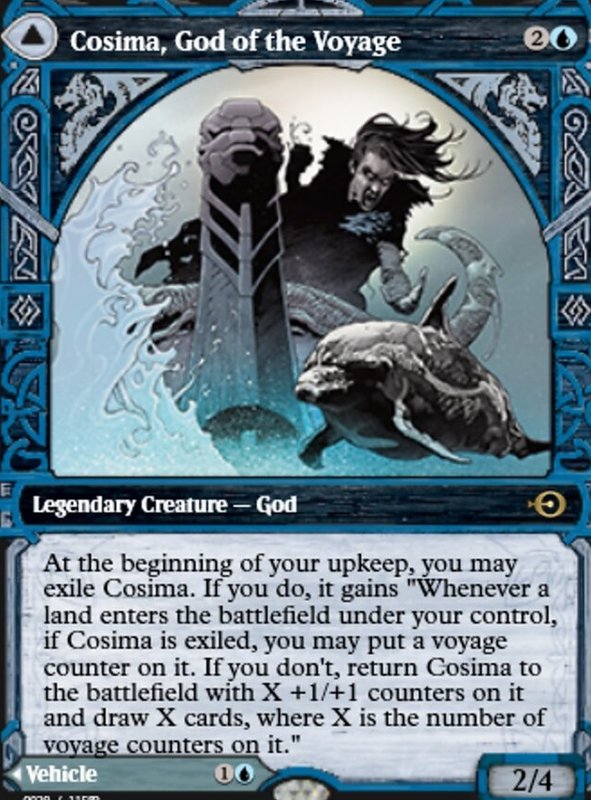 Cosima, God of the Voyage 2
Legendary Creature — God
At the beginning of your upkeep, you may
exile Cosima. If you do, it gains "Whenever a
land enters the battlefield under your control,
if Cosima is exiled, you may put a voyage
counter on it. If you don't, return Cosima to
the battlefield with X +1/+1 counters on it
and draw X cards, where X is the number of
voyage counters on it."
Vehicle 1
2/4